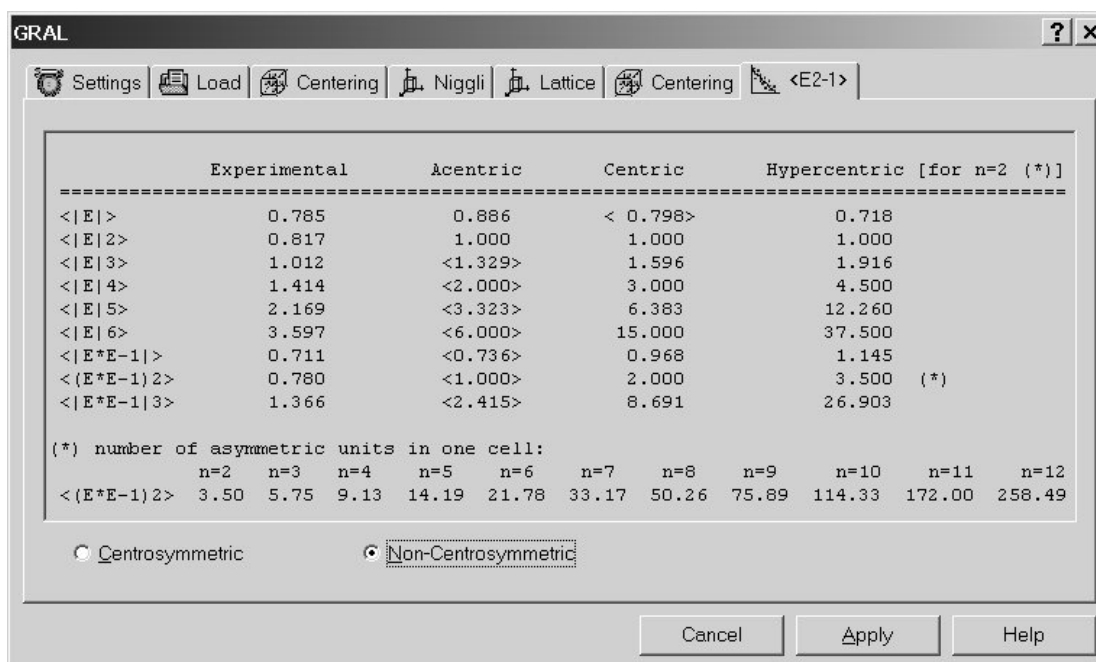 GRAL ? ×
Settings Load Centering Niggli Lattice Centering <E2-1>
Experimental Acentric Centric Hypercentric [for n=2 (*)]
==========================================================================================
<|E|> 0.785 0.886 < 0.798> 0.718
<|E|2> 0.817 1.000 1.000 1.000
<|E|3> 1.012 <1.329> 1.596 1.916
<|E|4> 1.414 <2.000> 3.000 4.500
<|E|5> 2.169 <3.323> 6.383 12.260
<|E|6> 3.597 <6.000> 15.000 37.500
<|E*E-1|> 0.711 <0.736> 0.968 1.145
<(E*E-1)2> 0.780 <1.000> 2.000 3.500 (*)
<|E*E-1|3> 1.366 <2.415> 8.691 26.903
(*) number of asymmetric units in one cell:
n=2 n=3 n=4 n=5 n=6 n=7 n=8 n=9 n=10 n=11 n=12
<(E*E-1)2> 3.50 5.75 9.13 14.19 21.78 33.17 50.26 75.89 114.33 172.00 258.49
Centrosymmetric Non-Centrosymmetric
Cancel Apply Help